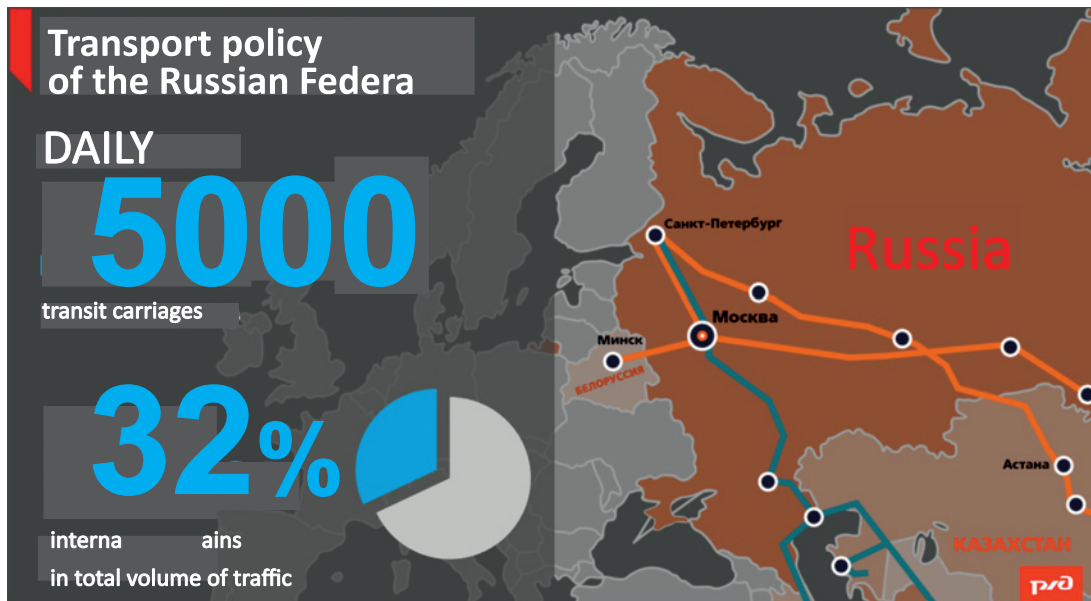 Transport policy
of the Russian Federa
DAILY
5000
transit carriages
32%
interna ains
in total volume of traffic
Санкт-Петербург
Russia
Москва
Минск
БЕЛОРУССИЯ
Астана
КАЗАХСТАН
ржд